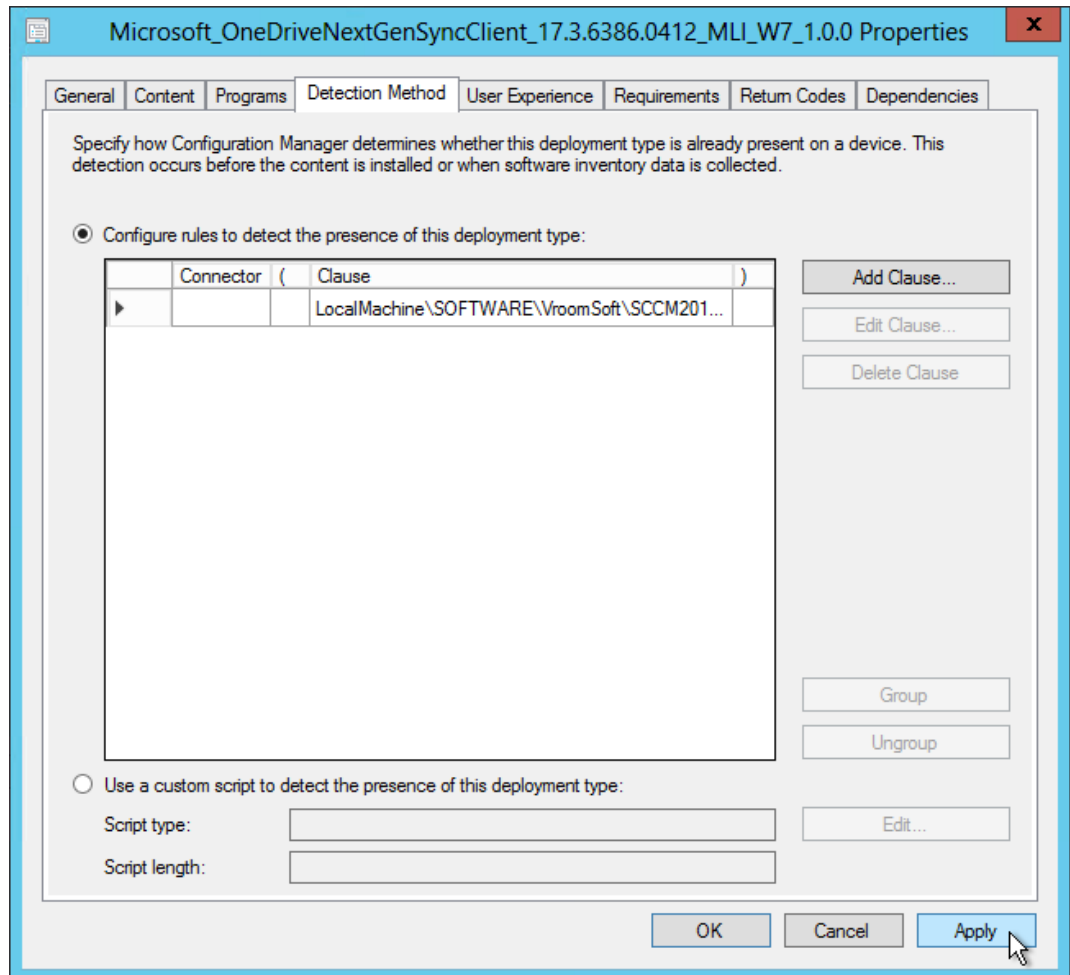 Microsoft_OneDriveNextGenSyncClient_17.3.6386.0412_MLI_W7_1.0.0 Properties
x
General Content Programs Detection Method User Experience Requirements Return Codes Dependencies
Specify how Configuration Manager determines whether this deployment type is already present on a device. This
detection occurs before the content is installed or when software inventory data is collected.
Configure rules to detect the presence of this deployment type:
Connector ( Clause )
LocalMachine\SOFTWARE\VroomSoft\SCCM201...
Add Clause...
Edit Clause...
Delete Clause
Group
Ungroup
Use a custom script to detect the presence of this deployment type:
Script type:
Edit...
Script length:
OK Cancel Apply